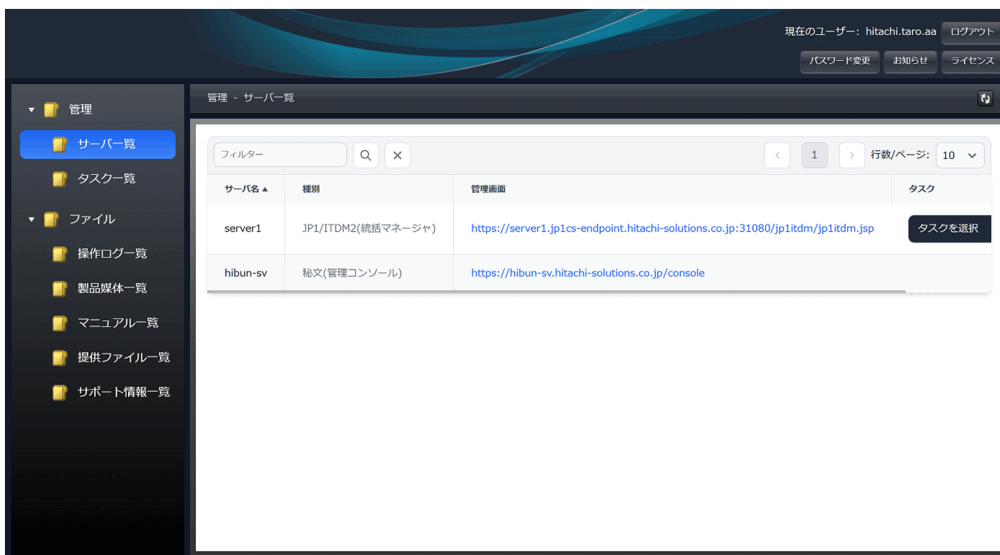 現在のユーザー: hitachi.taro.aa ログアウト
パスワード変更 お知らせ ライセンス
管理
サーバ一覧
タスク一覧
ファイル
操作ログ一覧
製品媒体一覧
マニュアル一覧
提供ファイル一覧
サポート情報一覧
管理 - サーバ一覧
フィルター 1 行数/ページ: 10
サーバ名 種別 管理画面 タスク
server1 JP1/ITDM2(統括マネージャ) https://server1.jp1cs-endpoint.hitachi-solutions.co.jp:31080/jp1itdm/jp1itdm.jsp タスクを選択
hibun-sv 秘文(管理コンソール) https://hibun-sv.hitachi-solutions.co.jp/console